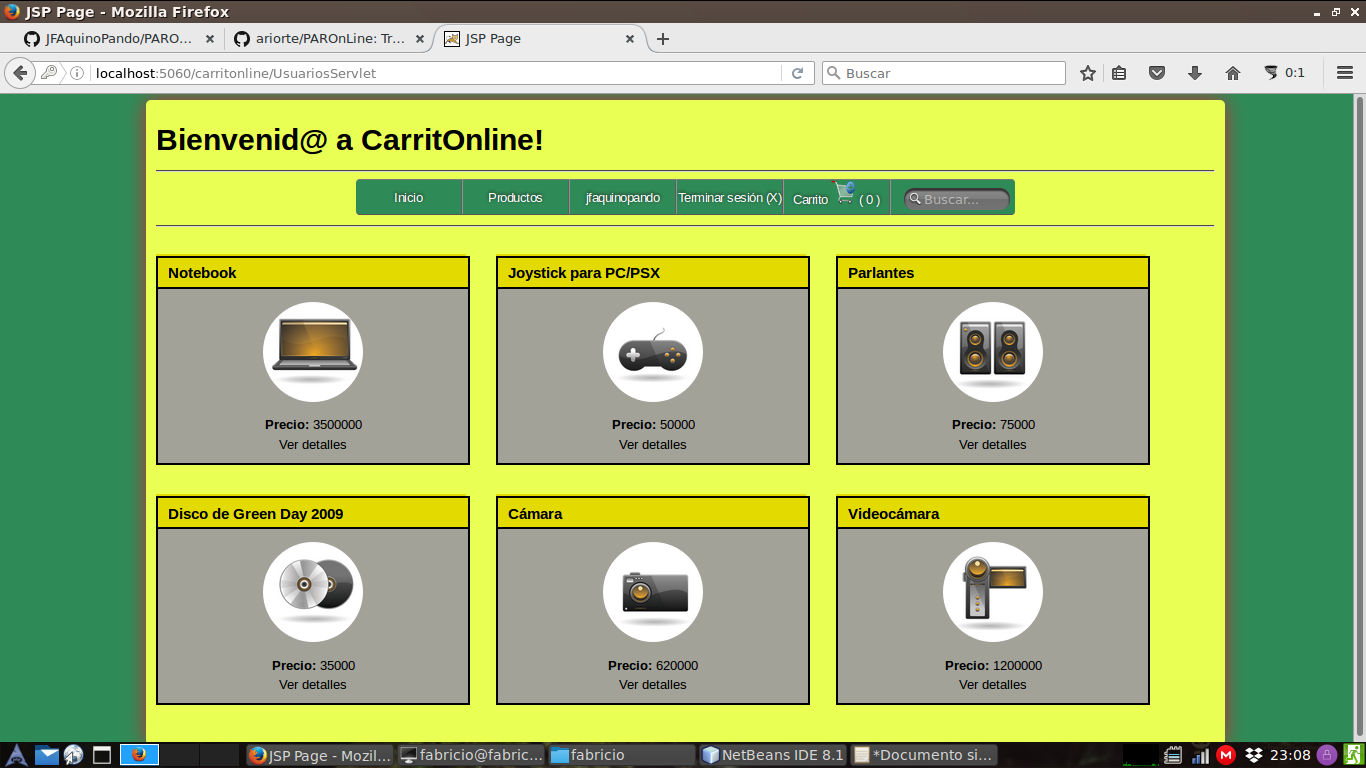 JSP Page - Mozilla Firefox
JFAquinoPando/PARO... ariorte/PAROnLine: Tr... JSP Page
localhost:5060/carritonline/UsuariosServlet Buscar 0:1
Bienvenid@ a CarritOnline!
Inicio Productos jfaquinopando Terminar sesión (X) Carrito ( 0 ) Buscar...
Notebook Joystick para PC/PSX Parlantes
Precio: 3500000 Precio: 50000 Precio: 75000
Ver detalles Ver detalles Ver detalles
Disco de Green Day 2009 Cámara Videocámara
Precio: 35000 Precio: 620000 Precio: 1200000
Ver detalles Ver detalles Ver detalles
JSP Page - Mozil... fabricio@fabric... fabricio NetBeans IDE 8.1 *Documento si... M 23:08